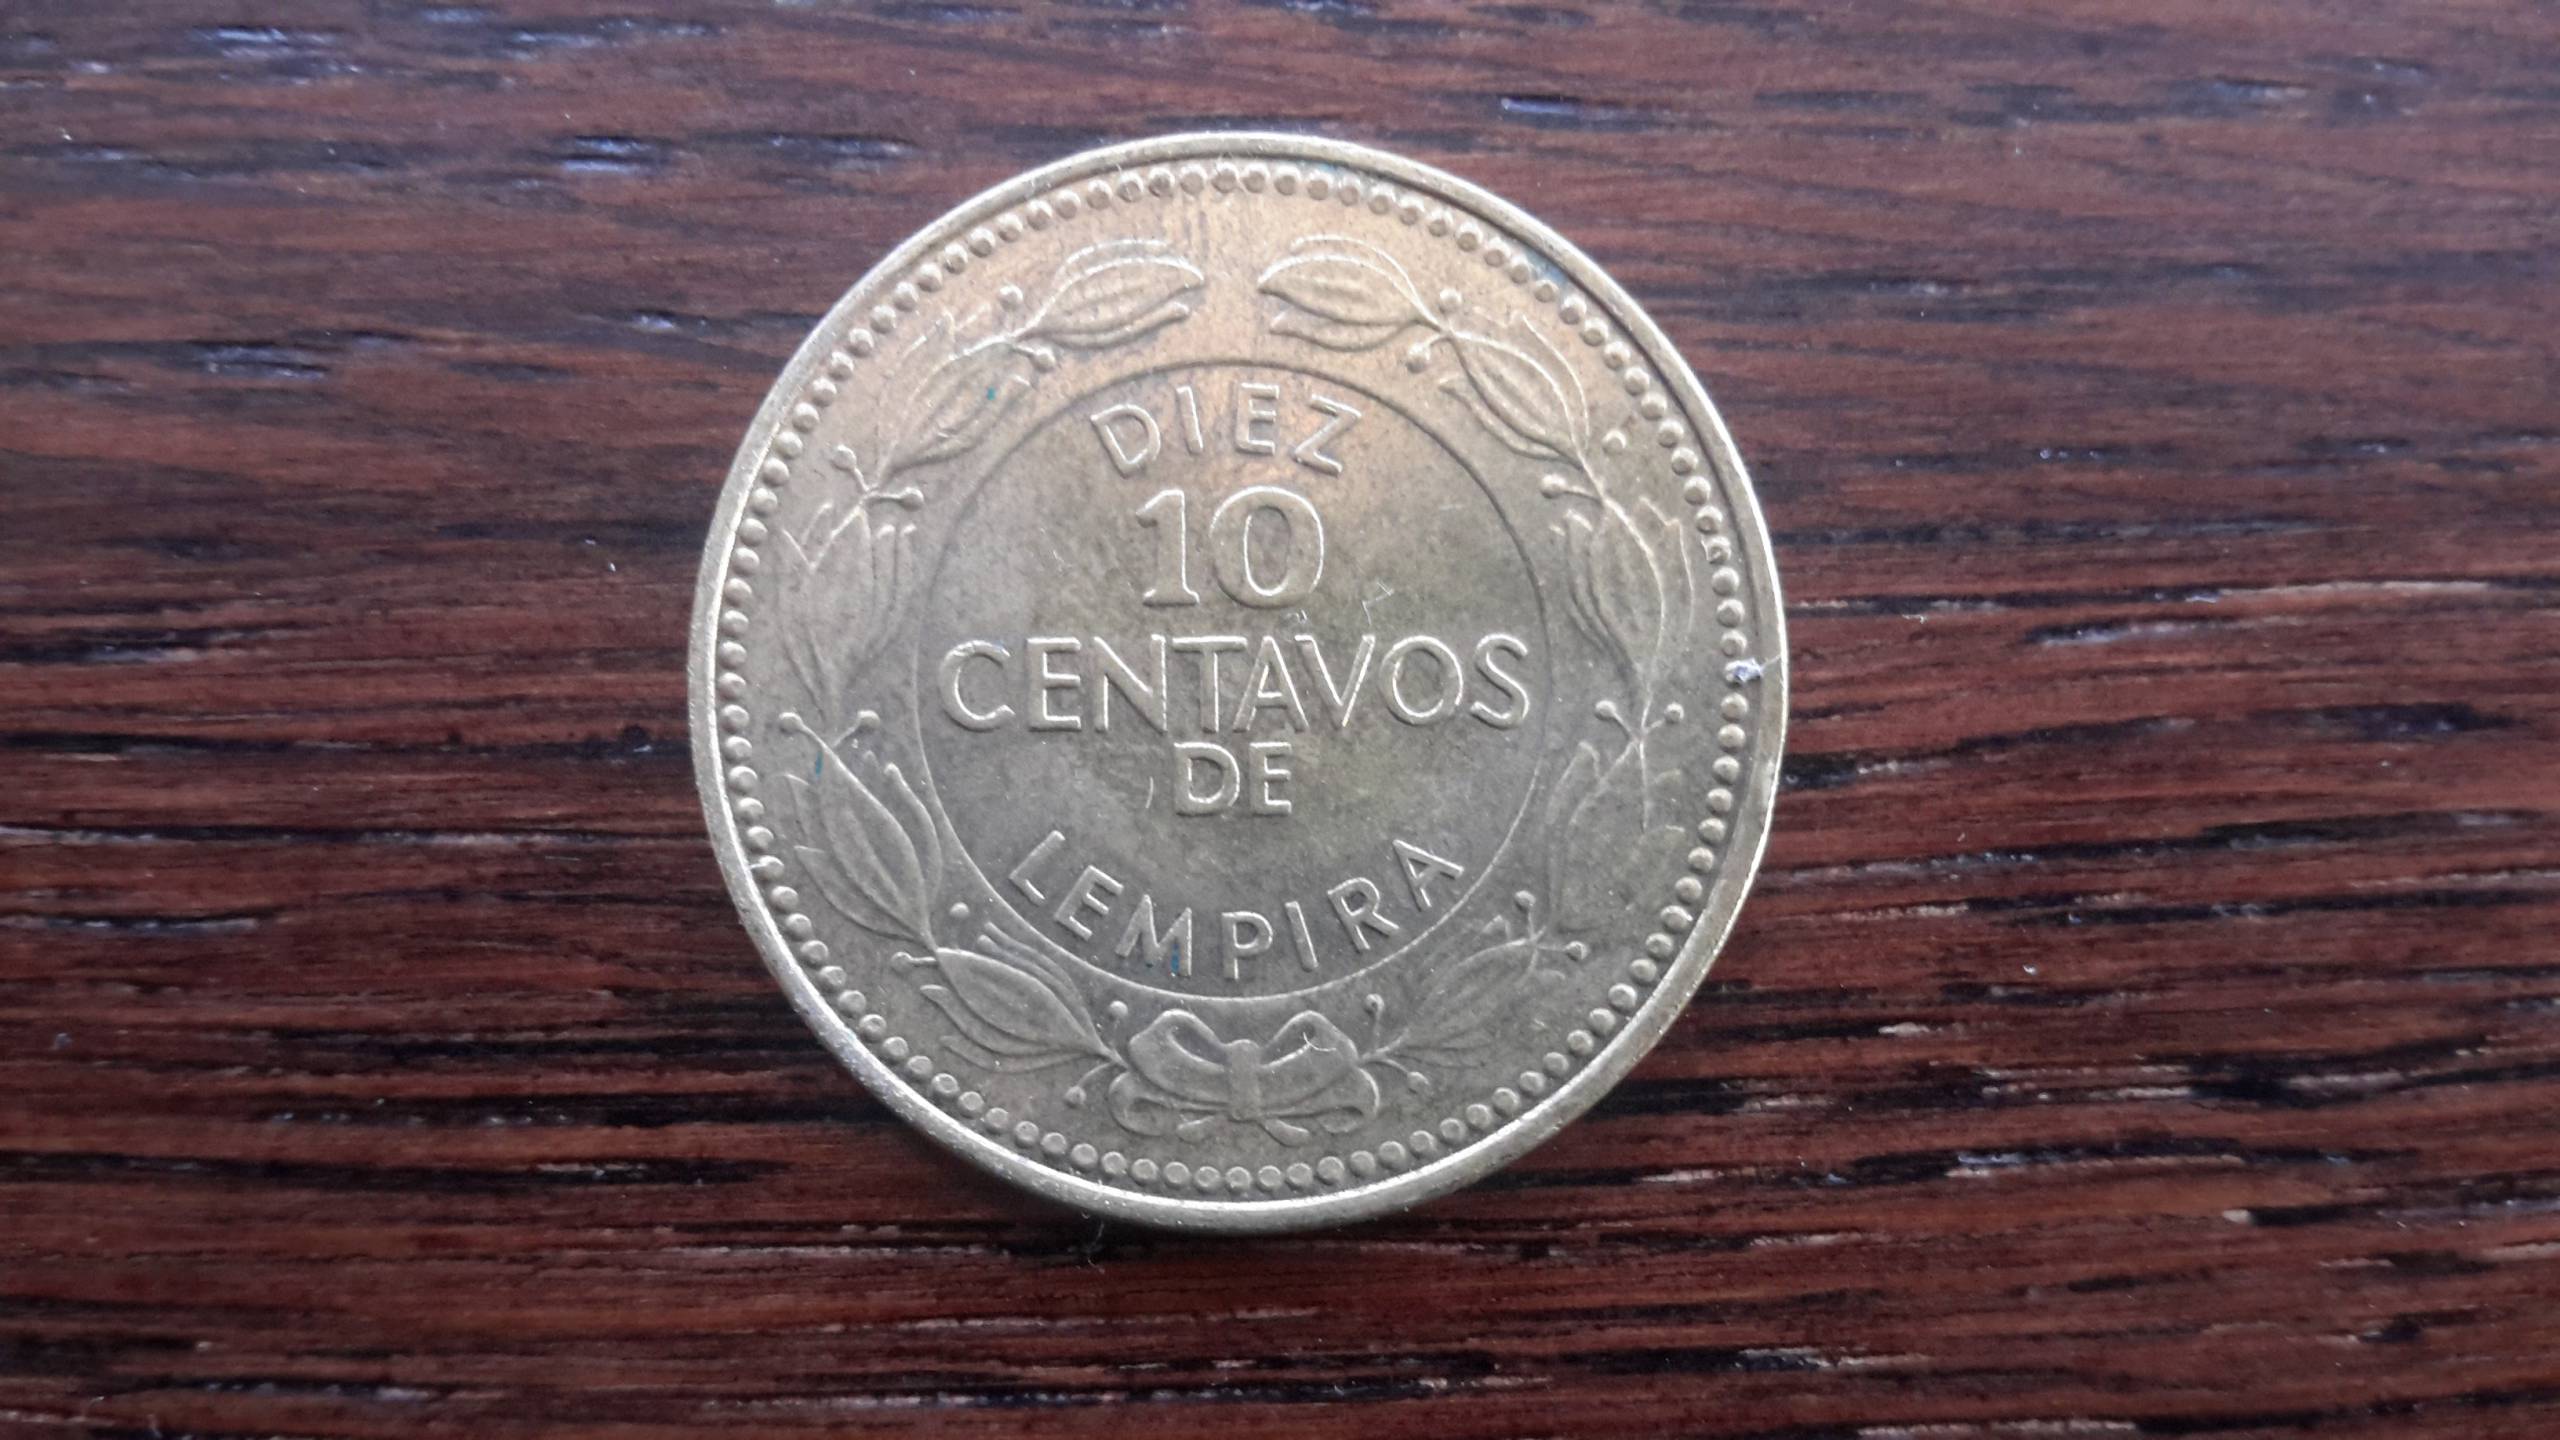 DIEZ
10
CENTAVOS
DE
LEMPIRA